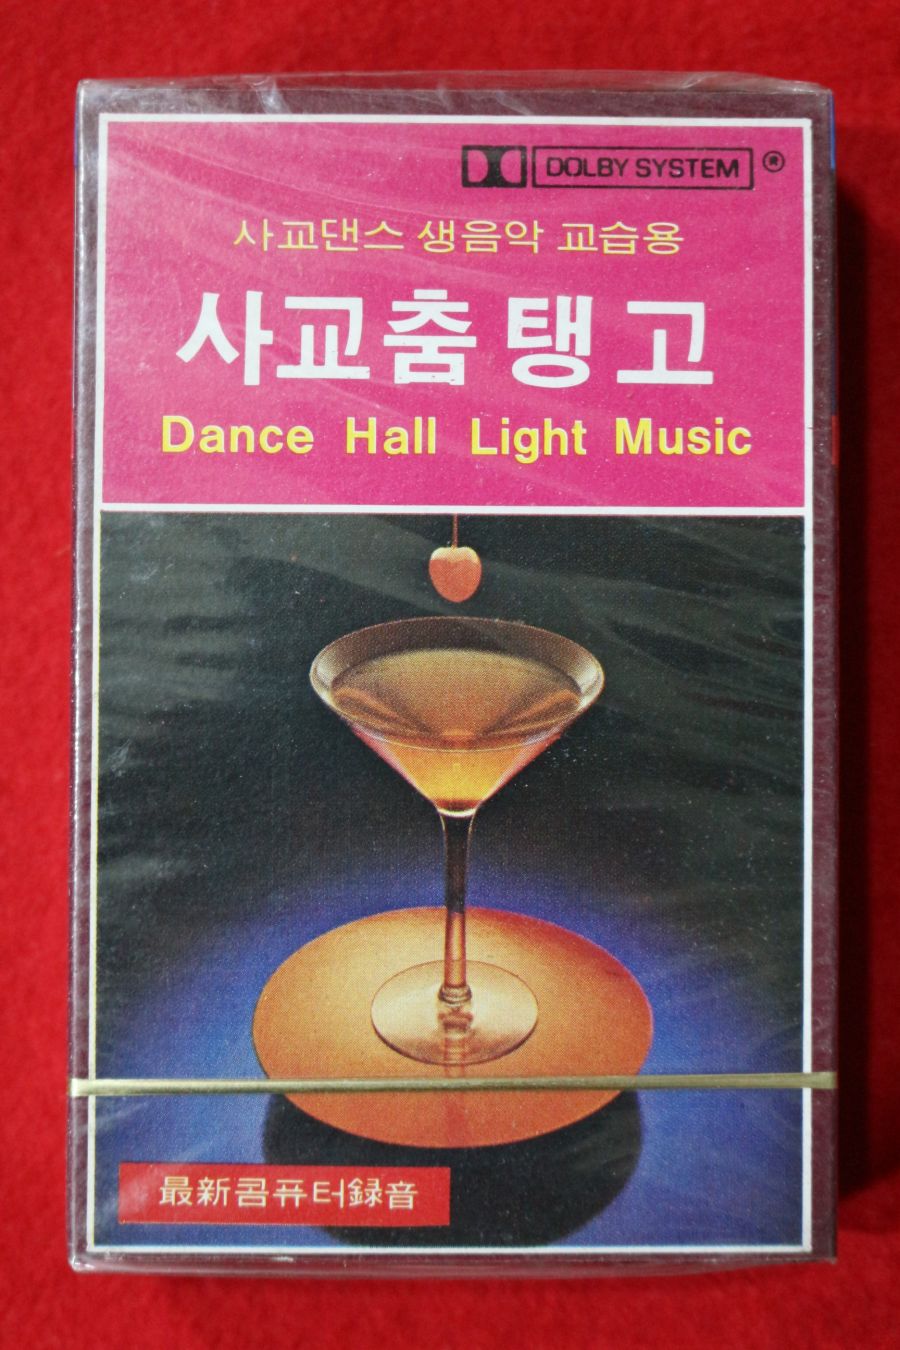 DOLBY SYSTEM ®
사교댄스 생음악 교습용
사교춤 탱고
Dance Hall Light Music
最新콤퓨터録音